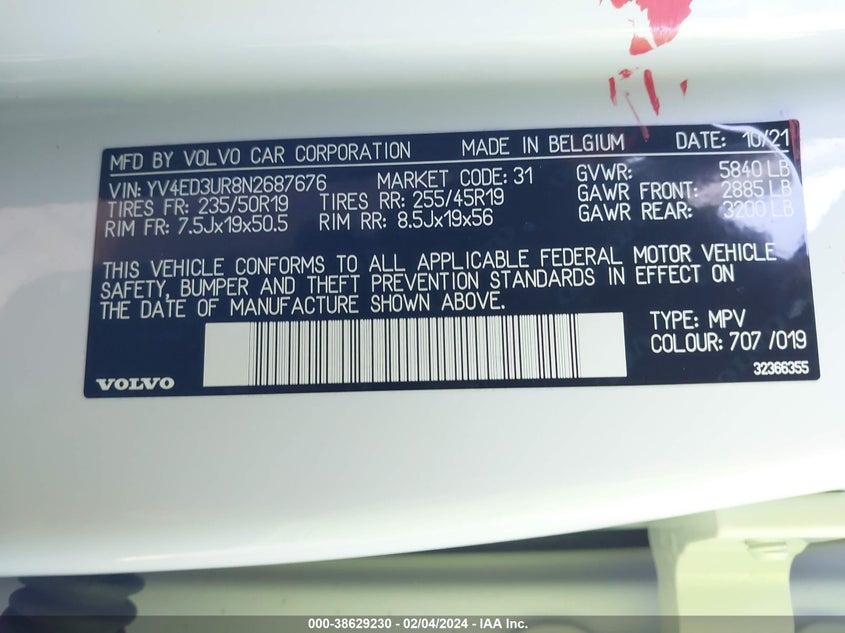 MFD BY VOLVO CAR CORPORATION MADE IN BELGIUM DATE: 10/21
VIN: YV4ED3UR8N2687676 MARKET CODE: 31 GVWR: 5840 LB
TIRES FR: 235/50R19 TIRES RR: 255/45R19 GAWR FRONT: 2885 LB
RIM FR: 7.5Jx19x50.5 RIM RR: 8.5Jx19x56 GAWR REAR: 3200 LB
THIS VEHICLE CONFORMS TO ALL APPLICABLE FEDERAL MOTOR VEHICLE
SAFETY, BUMPER AND THEFT PREVENTION STANDARDS IN EFFECT ON
THE DATE OF MANUFACTURE SHOWN ABOVE.
TYPE: MPV
COLOUR: 707 /019
VOLVO
32366355
000-38629230 - 02/04/2024 - IAA Inc.